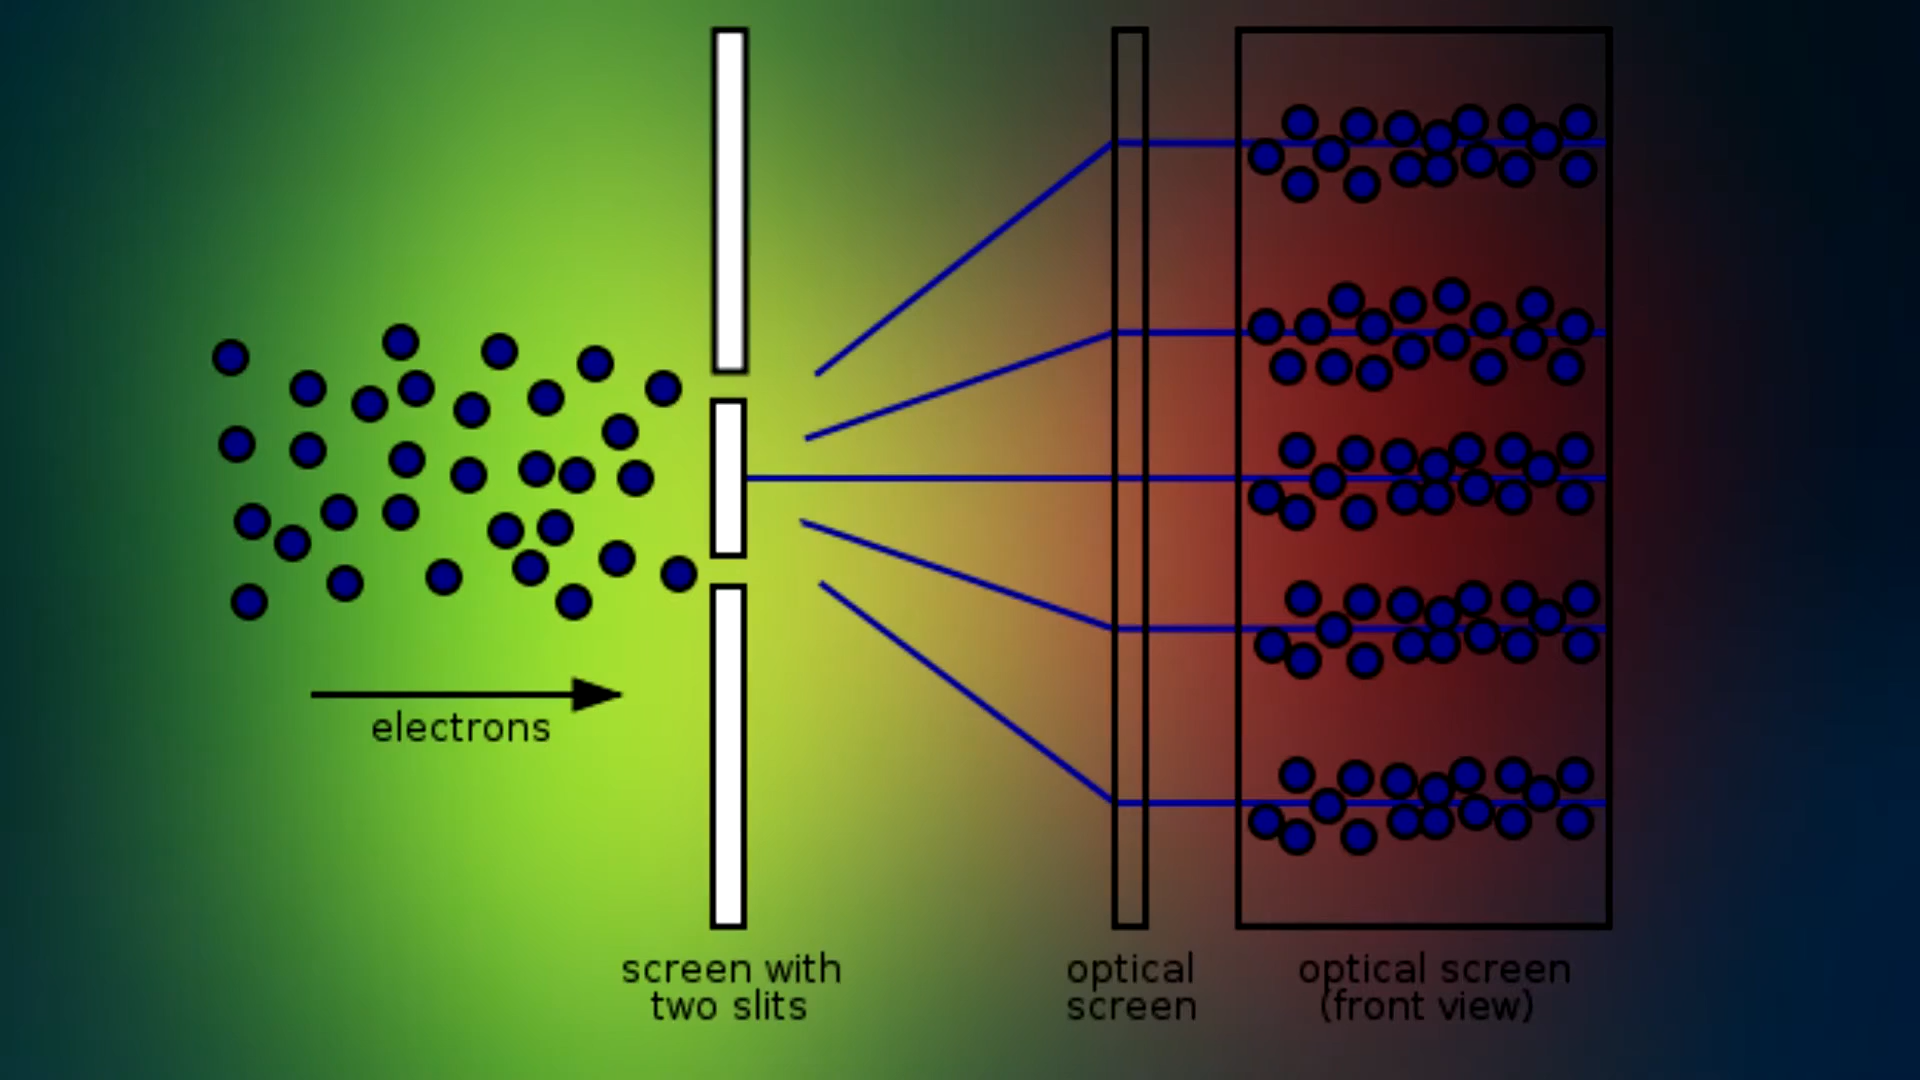 electrons
screen with
two slits
optical
screen
optical screen
(front view)